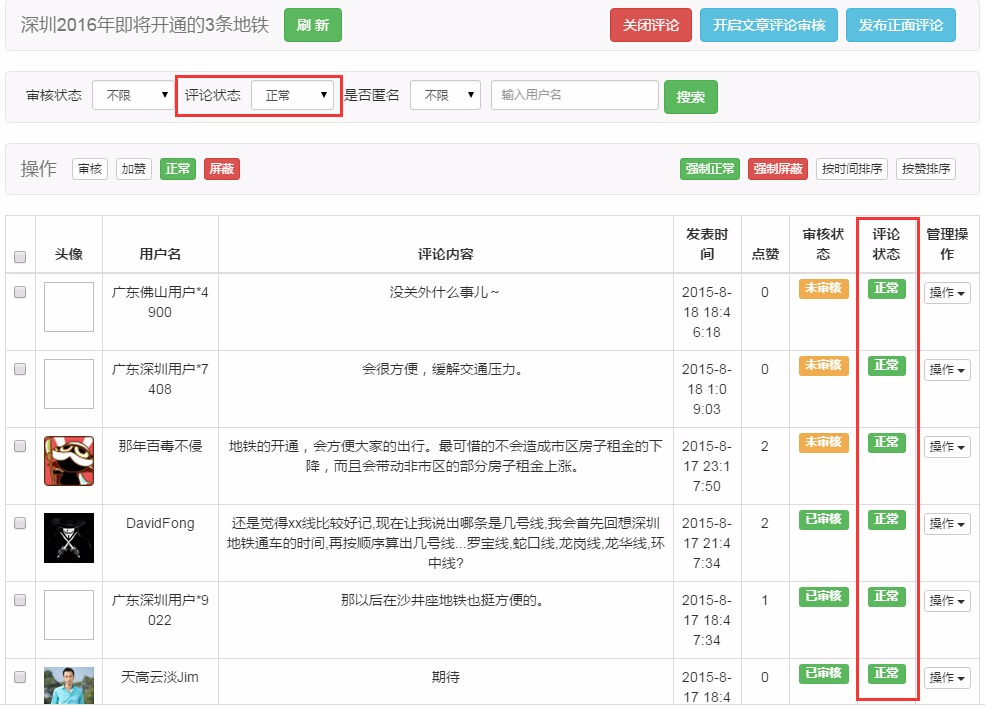 深圳2016年即将开通的3条地铁 刷 新 关闭评论 开启文章评论审核 发布正面评论
审核状态 不限 评论状态 正常 是否匿名 不限 输入用户名 搜索
操作 审核 加赞 正常 屏蔽 强制正常 强制屏蔽 按时间排序 按赞排序
发表时 审核状 评论 管理操
头像 用户名 评论内容 间 点赞 态 状态 作
广东佛山用户*4 没关外什么事儿～ 2015-8- 0 未审核 正常 操作
900 18 18:4
6:18
广东深圳用户*7 会很方便，缓解交通压力。 2015-8- 0 未审核 正常 操作
408 18 1:0
9:03
那年百毒不侵 地铁的开通，会方便大家的出行。最可惜的不会造成市区房子租金的下 2015-8- 2 未审核 正常 操作
降，而且会带动非市区的部分房子租金上涨。 17 23:1
7:50
DavidFong 还是觉得xx线比较好记,现在让我说出哪条是几号线,我会首先回想深圳 2015-8- 2 已审核 正常 操作
地铁通车的时间,再按顺序算出几号线...罗宝线,蛇口线,龙岗线,龙华线,环 17 21:4
中线? 7:34
广东深圳用户*9 那以后在沙井座地铁也挺方便的。 2015-8- 1 已审核 正常 操作
022 17 18:4
7:34
天高云淡Jim 期待 2015-8- 0 已审核 正常 操作
17 18:4